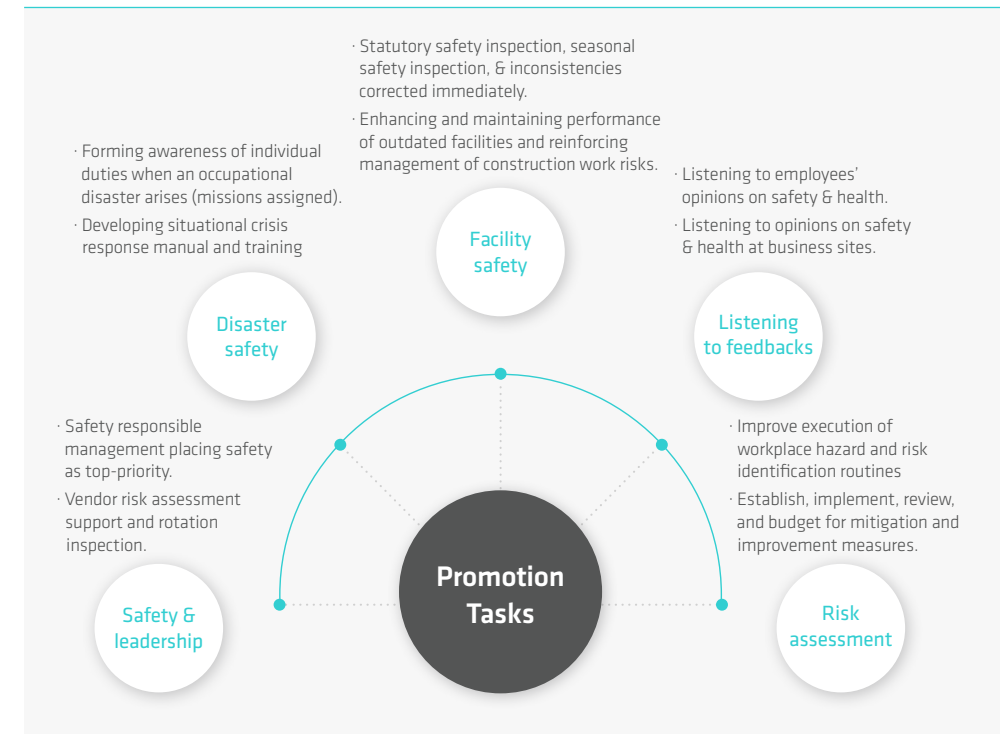 · Statutory safety inspection, seasonal
safety inspection, & inconsistencies
corrected immediately.
· Enhancing and maintaining performance
of outdated facilities and reinforcing
management of construction work risks.
Facility
safety
· Forming awareness of individual
duties when an occupational
disaster arises (missions assigned).
· Developing situational crisis
response manual and training
Disaster
safety
· Listening to employees’
opinions on safety & health.
· Listening to opinions on safety
& health at business sites.
Listening
to feedbacks
· Safety responsible
management placing safety
as top-priority.
· Vendor risk assessment
support and rotation
inspection.
Safety &
leadership
· Improve execution of
workplace hazard and risk
identification routines
· Establish, implement, review,
and budget for mitigation and
improvement measures.
Risk
assessment
Promotion
Tasks